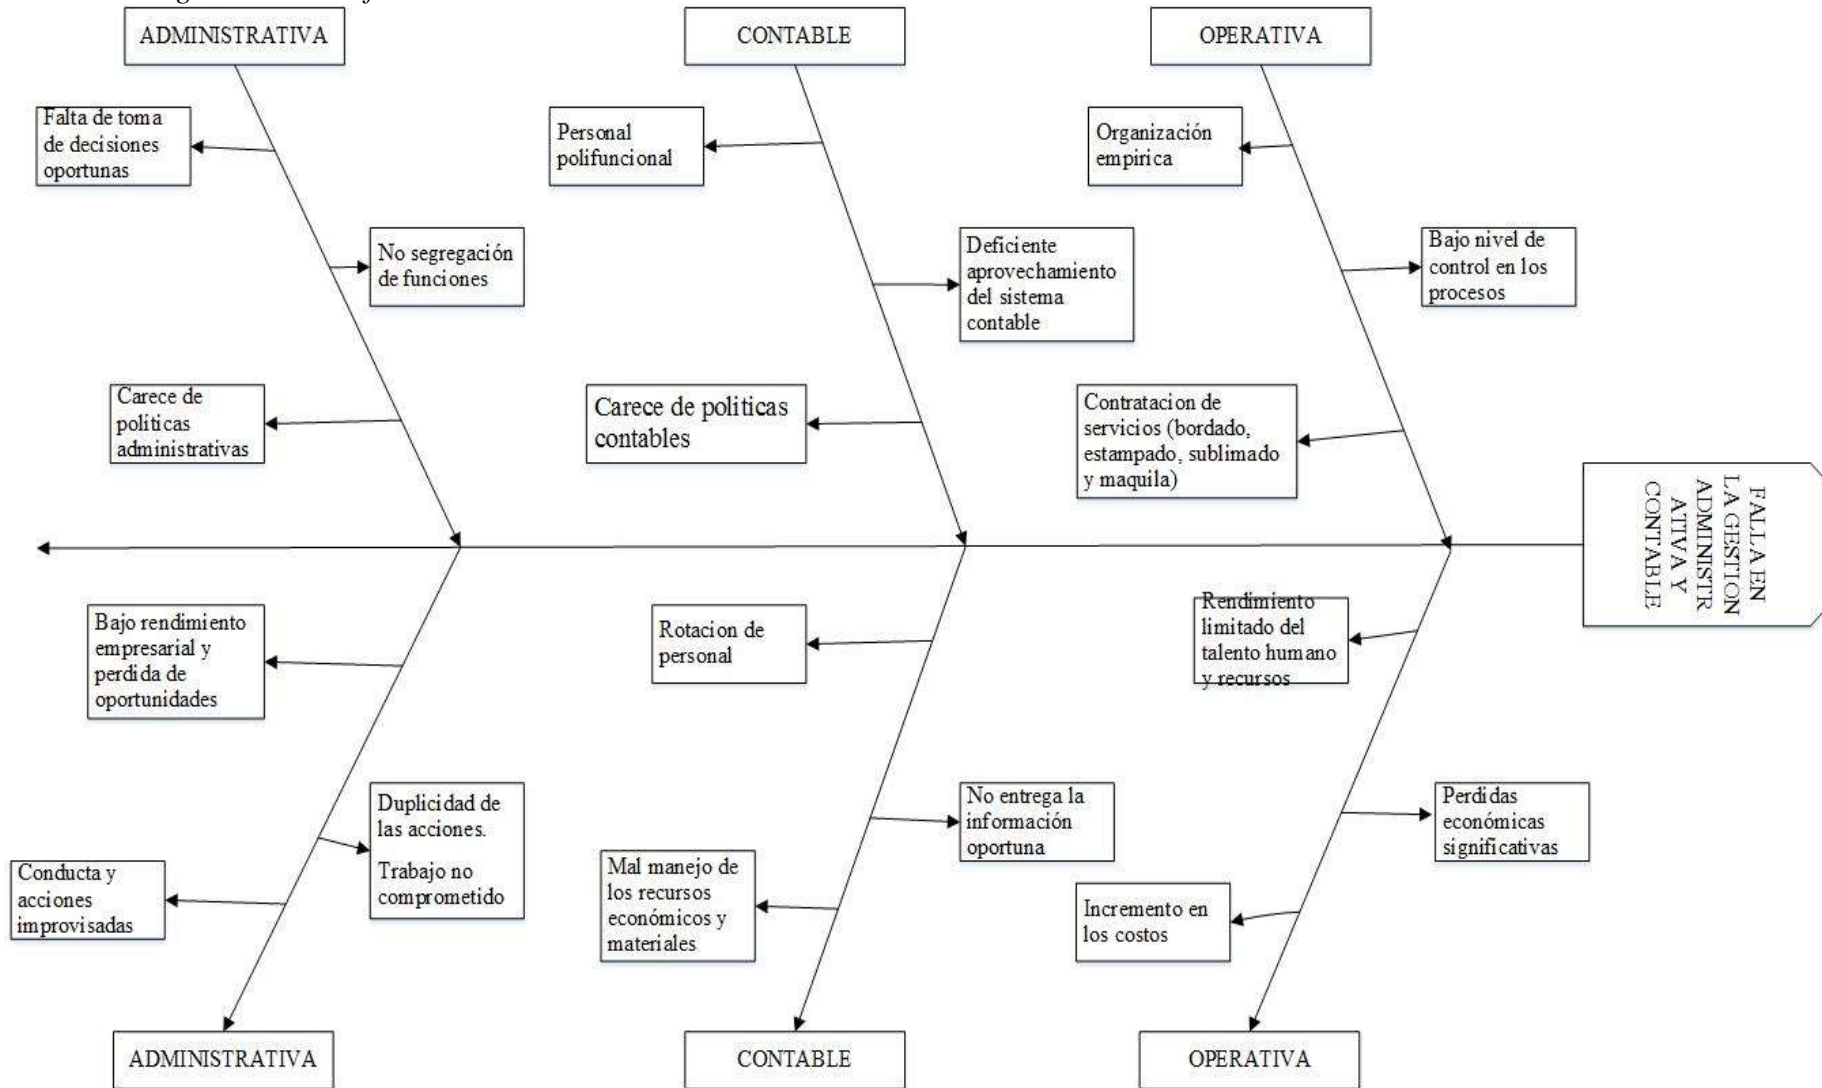 ADMINISTRATIVA
CONTABLE
OPERATIVA
Falta de toma
de decisiones
oportunas
Personal
polifuncional
Organización
empirica
No segregación
de funciones
Deficiente
aprovechamiento
del sistema
contable
Bajo nivel de
control en los
procesos
Carece de
políticas
administrativas
Carece de politicas
contables
Contratacion de
servicios (bordado,
estampado, sublimado
y maquila)
FALLA EN
LA GESTION
ADMINISTR
ATIVA Y
CONTABLE
Bajo rendimiento
empresarial y
perdida de
oportunidades
Rotacion de
personal
Rendimiento
limitado del
talento humano
y recursos
Duplicidad de
las acciones.
Trabajo no
comprometido
No entrega la
información
oportuna
Perdidas
económicas
significativas
Conducta y
acciones
improvisadas
Mal manejo de
los recursos
económicos y
materiales
Incremento en
los costos
ADMINISTRATIVA
CONTABLE
OPERATIVA